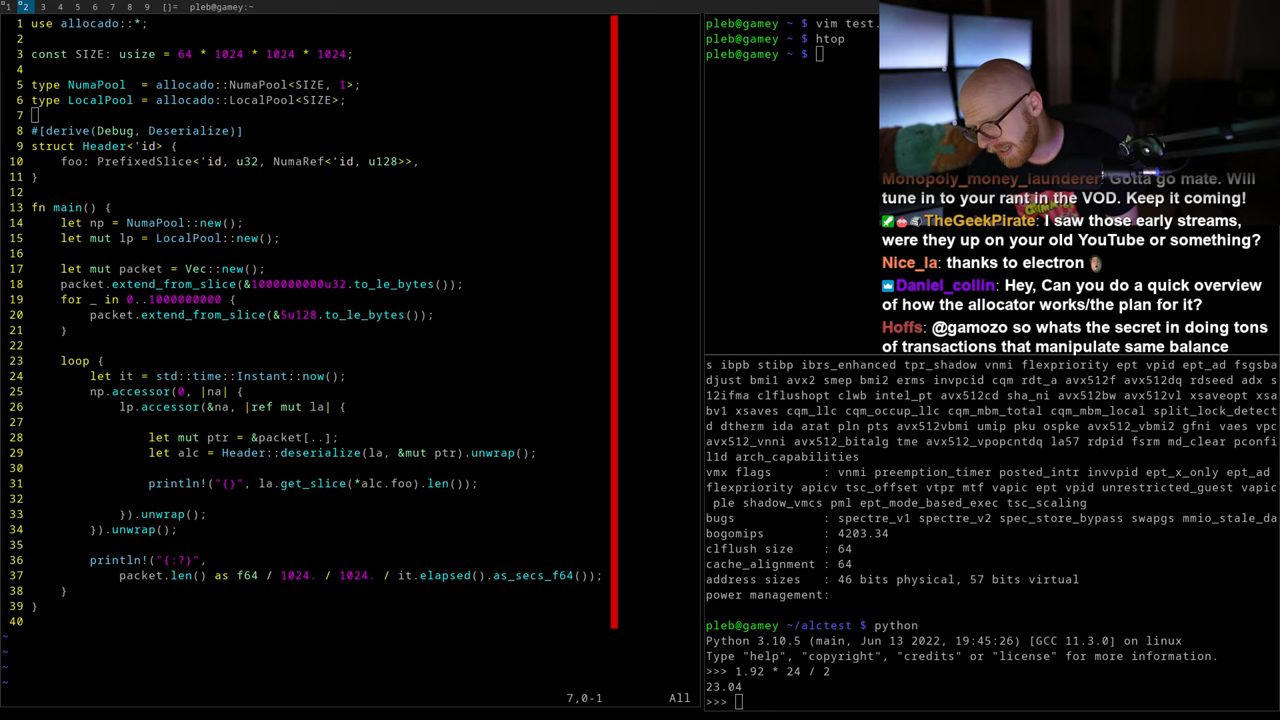 1 2 3 4 5 6 7 8 9 []= pleb@gamey:~
1 use allocado::*;
2
3 const SIZE: usize = 64 * 1024 * 1024 * 1024;
4
5 type NumaPool  = allocado::NumaPool<SIZE, 1>;
6 type LocalPool = allocado::LocalPool<SIZE>;
7
8 #[derive(Debug, Deserialize)]
9 struct Header<'id> {
10     foo: PrefixedSlice<'id, u32, NumaRef<'id, u128>>,
11 }
12
13 fn main() {
14     let np = NumaPool::new();
15     let mut lp = LocalPool::new();
16
17     let mut packet = Vec::new();
18     packet.extend_from_slice(&1000000000u32.to_le_bytes());
19     for _ in 0..1000000000 {
20         packet.extend_from_slice(&5u128.to_le_bytes());
21     }
22
23     loop {
24         let it = std::time::Instant::now();
25         np.accessor(0, |na| {
26             lp.accessor(&na, |ref mut la| {
27
28                 let mut ptr = &packet[..];
29                 let alc = Header::deserialize(la, &mut ptr).unwrap();
30
31                 println!("{}", la.get_slice(*alc.foo).len());
32
33             }).unwrap();
34         }).unwrap();
35
36         println!("{:?}",
37             packet.len() as f64 / 1024. / 1024. / it.elapsed().as_secs_f64());
38     }
39 }
40
~
~
~
~
7,0-1 All
pleb@gamey ~ $ vim test.
pleb@gamey ~ $ htop
pleb@gamey ~ $
Monopoly_money_launderer: Gotta go mate. Will
tune in to your rant in the VOD. Keep it coming!
TheGeekPirate: I saw those early streams,
were they up on your old YouTube or something?
Nice_la: thanks to electron
Daniel_collin: Hey, Can you do a quick overview
of how the allocator works/the plan for it?
Hoffs: @gamozo so whats the secret in doing tons
of transactions that manipulate same balance
s ibpb stibp ibrs_enhanced tpr_shadow vnmi flexpriority ept vpid ept_ad fsgsba
djust bmi1 avx2 smep bmi2 erms invpcid cqm rdt_a avx512f avx512dq rdseed adx s
12ifma clflushopt clwb intel_pt avx512cd sha_ni avx512bw avx512vl xsaveopt xsa
bv1 xsaves cqm_llc cqm_occup_llc cqm_mbm_total cqm_mbm_local split_lock_detect
d dtherm ida arat pln pts avx512vbmi umip pku ospke avx512_vbmi2 gfni vaes vpc
avx512_vnni avx512_bitalg tme avx512_vpopcntdq la57 rdpid fsrm md_clear pconfi
l1d arch_capabilities
vmx flags : vnmi preemption_timer posted_intr invvpid ept_x_only ept_ad
flexpriority apicv tsc_offset vtpr mtf vapic ept vpid unrestricted_guest vapic
ple shadow_vmcs pml ept_mode_based_exec tsc_scaling
bugs : spectre_v1 spectre_v2 spec_store_bypass swapgs mmio_stale_da
bogomips : 4203.34
clflush size : 64
cache_alignment : 64
address sizes : 46 bits physical, 57 bits virtual
power management:
pleb@gamey ~/alctest $ python
Python 3.10.5 (main, Jun 13 2022, 19:45:26) [GCC 11.3.0] on linux
Type "help", "copyright", "credits" or "license" for more information.
>>> 1.92 * 24 / 2
23.04
>>>